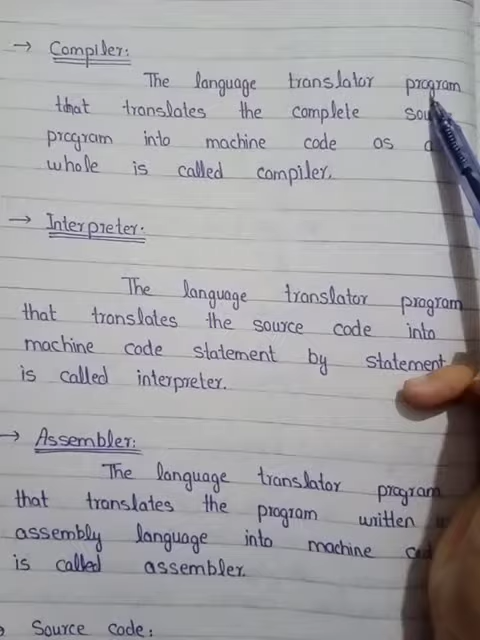 → Compiler:
The language translator program
that translates the complete
program into machine code as a
whole is called compiler.
→ Interpreter:
The language translator program
that translates the source code into
machine code statement by statement
is called interpreter.
→ Assembler:
The language translator program
that translates the program written
assembly language into machine
is called assembler.
Source code: